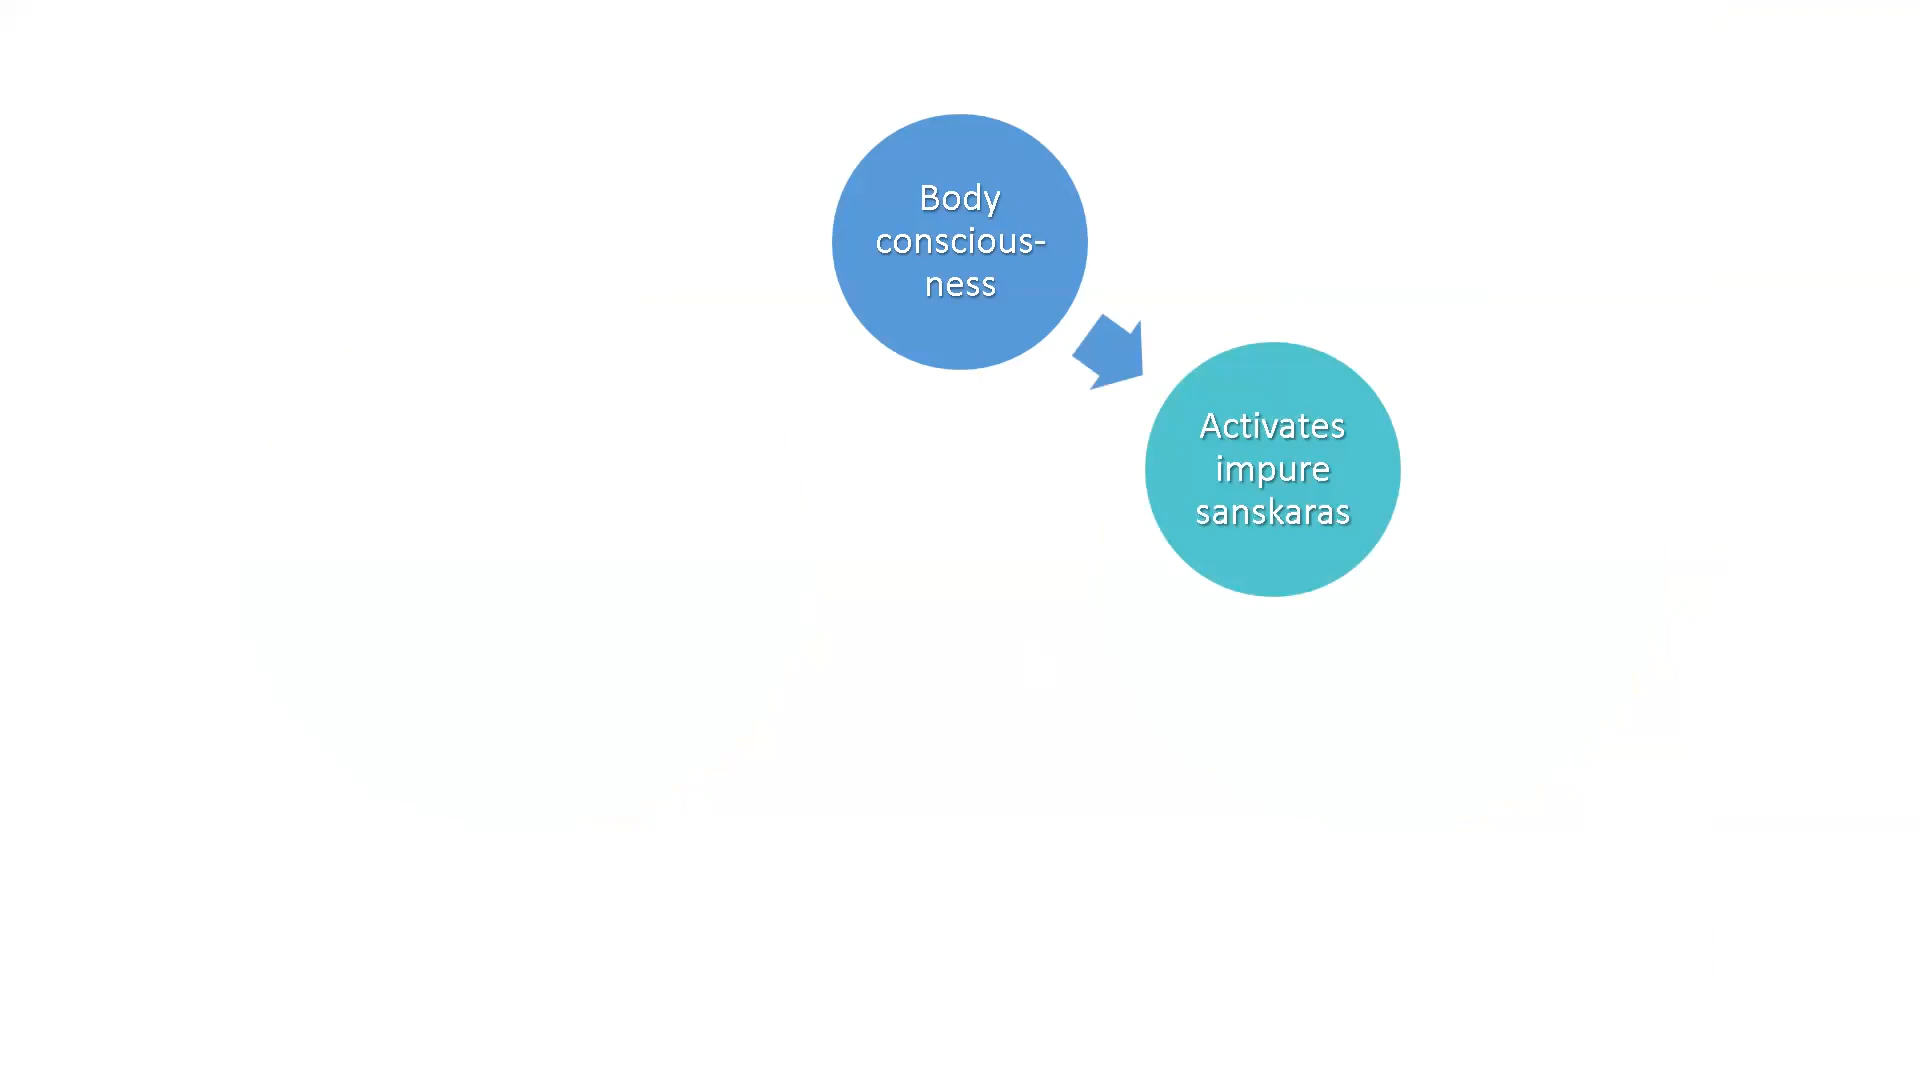 Body
conscious-
ness
Activates
impure
sanskaras